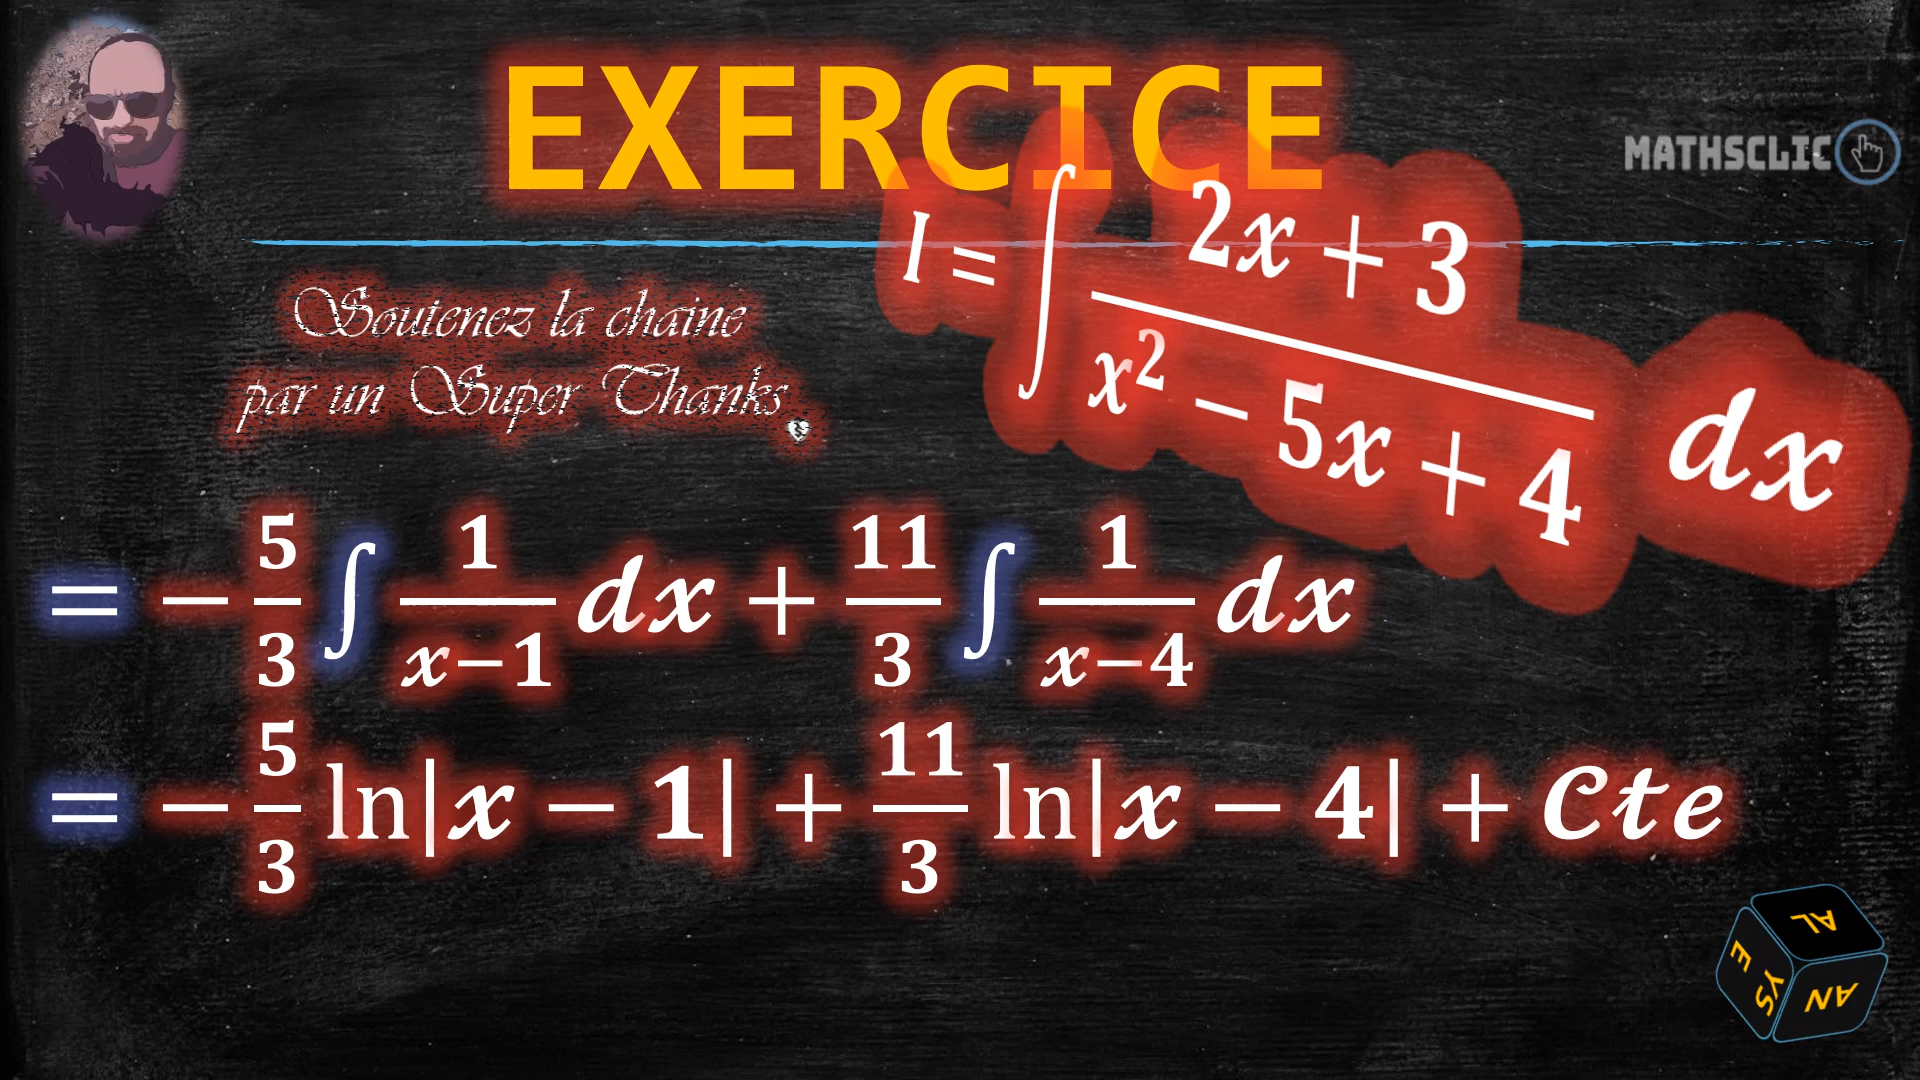 EXERCICE
MATHSCLIC
I = ∫ (2x + 3)/(x² − 5x + 4) dx
Soutenez la chaine
par un Super Thanks
= − 5/3 ∫ 1/(x−1) dx + 11/3 ∫ 1/(x−4) dx
= − 5/3 ln|x − 1| + 11/3 ln|x − 4| + Cte
AL
E
YS
AN